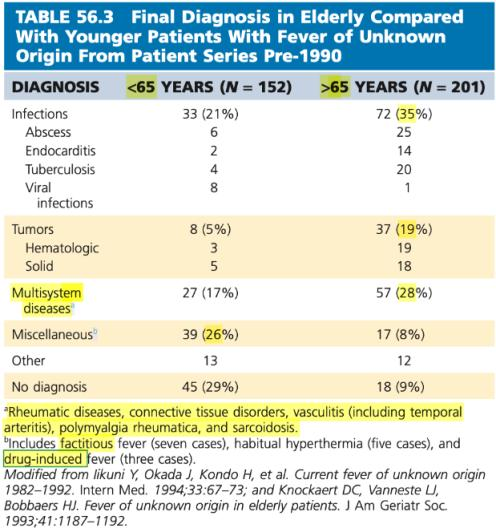 TABLE 56.3 Final Diagnosis in Elderly Compared
With Younger Patients With Fever of Unknown
Origin From Patient Series Pre-1990
DIAGNOSIS <65 YEARS (N = 152) >65 YEARS (N = 201)
Infections 33 (21%) 72 (35%)
Abscess 6 25
Endocarditis 2 14
Tuberculosis 4 20
Viral 8 1
infections
Tumors 8 (5%) 37 (19%)
Hematologic 3 19
Solid 5 18
Multisystem 27 (17%) 57 (28%)
diseasesᵃ
Miscellaneousᵇ 39 (26%) 17 (8%)
Other 13 12
No diagnosis 45 (29%) 18 (9%)
ᵃRheumatic diseases, connective tissue disorders, vasculitis (including temporal
arteritis), polymyalgia rheumatica, and sarcoidosis.
ᵇIncludes factitious fever (seven cases), habitual hyperthermia (five cases), and
drug-induced fever (three cases).
Modified from Iikuni Y, Okada J, Kondo H, et al. Current fever of unknown origin
1982–1992. Intern Med. 1994;33:67–73; and Knockaert DC, Vanneste LJ,
Bobbaers HJ. Fever of unknown origin in elderly patients. J Am Geriatr Soc.
1993;41:1187–1192.